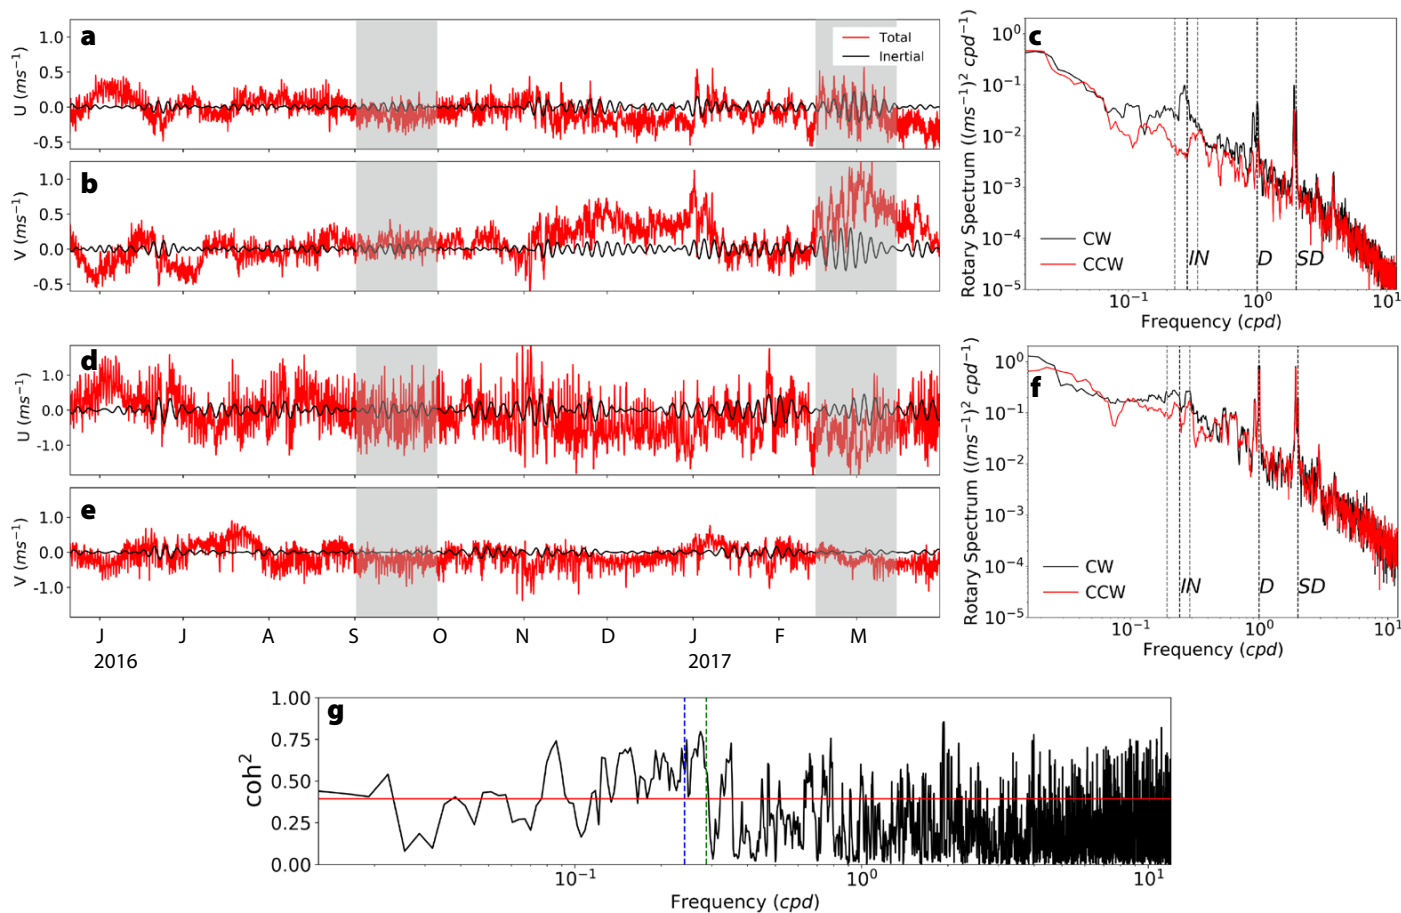 a
U (ms⁻¹)
1.0
0.5
0.0
-0.5
Total
Inertial
b
V (ms⁻¹)
1.0
0.5
0.0
-0.5
c
Rotary Spectrum ((ms⁻¹)² cpd⁻¹)
10⁰
10⁻¹
10⁻²
10⁻³
10⁻⁴
10⁻⁵
CW
CCW
IN
D
SD
10⁻¹ 10⁰ 10¹
Frequency (cpd)
d
U (ms⁻¹)
1.0
0.0
-1.0
e
V (ms⁻¹)
1.0
0.0
-1.0
J J A S O N D J F M
2016 2017
f
Rotary Spectrum ((ms⁻¹)² cpd⁻¹)
10⁰
10⁻¹
10⁻²
10⁻³
10⁻⁴
10⁻⁵
CW
CCW
IN
D
SD
10⁻¹ 10⁰ 10¹
Frequency (cpd)
g
coh²
1.00
0.75
0.50
0.25
0.00
10⁻¹ 10⁰ 10¹
Frequency (cpd)